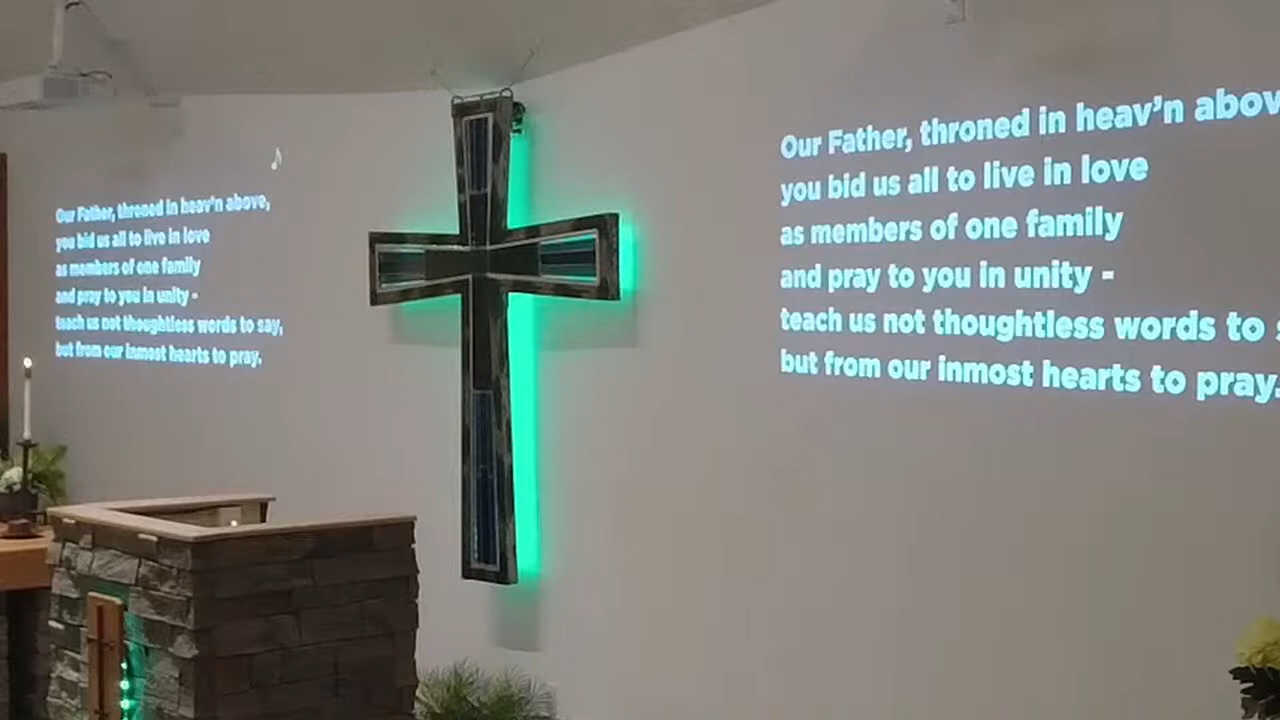 Our Father, throned in heav'n above,
you bid us all to live in love
as members of one family
and pray to you in unity -
teach us not thoughtless words to say,
but from our inmost hearts to pray.
Our Father, throned in heav'n abov
you bid us all to live in love
as members of one family
and pray to you in unity -
teach us not thoughtless words to
but from our inmost hearts to pray.